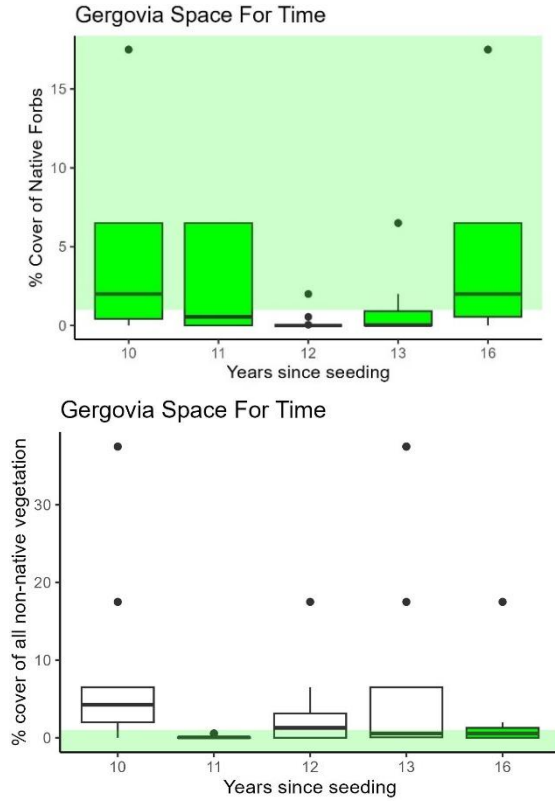 Gergovia Space For Time
% Cover of Native Forbs
15
10
5
0
10 11 12 13 16
Years since seeding
Gergovia Space For Time
% cover of all non-native vegetation
30
20
10
0
10 11 12 13 16
Years since seeding